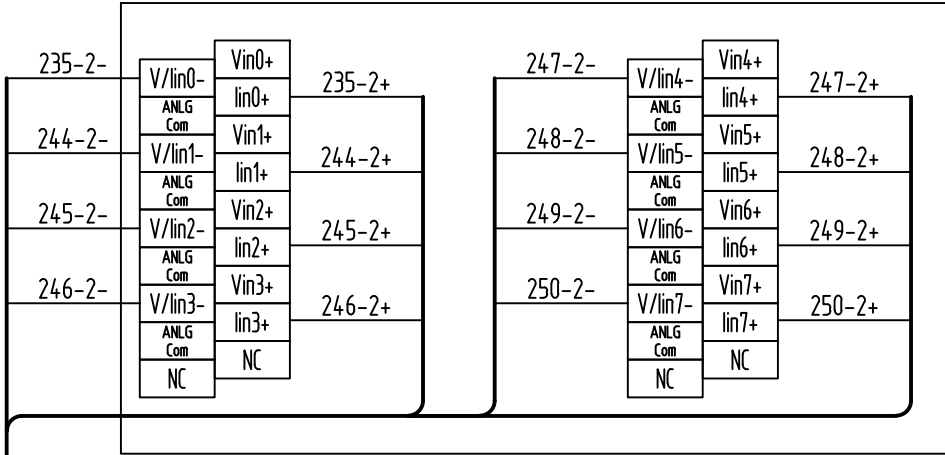 235-2-
V/Iin0-
Vin0+
ANLG
Com
Iin0+
235-2+
244-2-
V/Iin1-
Vin1+
ANLG
Com
Iin1+
244-2+
245-2-
V/Iin2-
Vin2+
ANLG
Com
Iin2+
245-2+
246-2-
V/Iin3-
Vin3+
ANLG
Com
Iin3+
246-2+
NC
NC
247-2-
V/Iin4-
Vin4+
ANLG
Com
Iin4+
247-2+
248-2-
V/Iin5-
Vin5+
ANLG
Com
Iin5+
248-2+
249-2-
V/Iin6-
Vin6+
ANLG
Com
Iin6+
249-2+
250-2-
V/Iin7-
Vin7+
ANLG
Com
Iin7+
250-2+
NC
NC